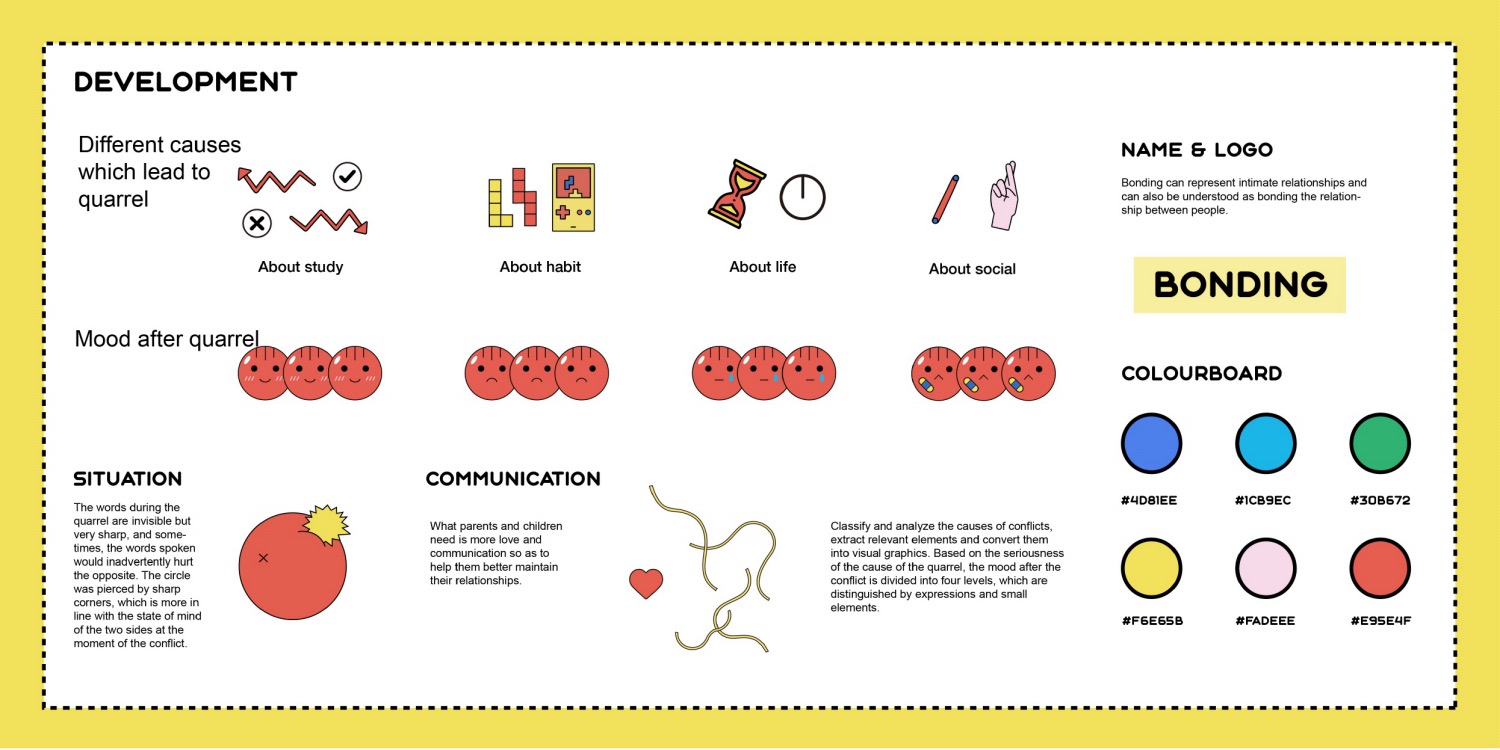 DEVELOPMENT
Different causes
which lead to
quarrel
About study
About habit
About life
About social
Mood after quarrel
SITUATION
The words during the
quarrel are invisible but
very sharp, and some-
times, the words spoken
would inadvertently hurt
the opposite. The circle
was pierced by sharp
corners, which is more in
line with the state of mind
of the two sides at the
moment of the conflict.
COMMUNICATION
What parents and children
need is more love and
communication so as to
help them better maintain
their relationships.
Classify and analyze the causes of conflicts,
extract relevant elements and convert them
into visual graphics. Based on the seriousness
of the cause of the quarrel, the mood after the
conflict is divided into four levels, which are
distinguished by expressions and small
elements.
NAME & LOGO
Bonding can represent intimate relationships and
can also be understood as bonding the relation-
ship between people.
BONDING
COLOURBOARD
#4D81EE
#1CB9EC
#30B672
#F6E65B
#FADEEE
#E95E4F